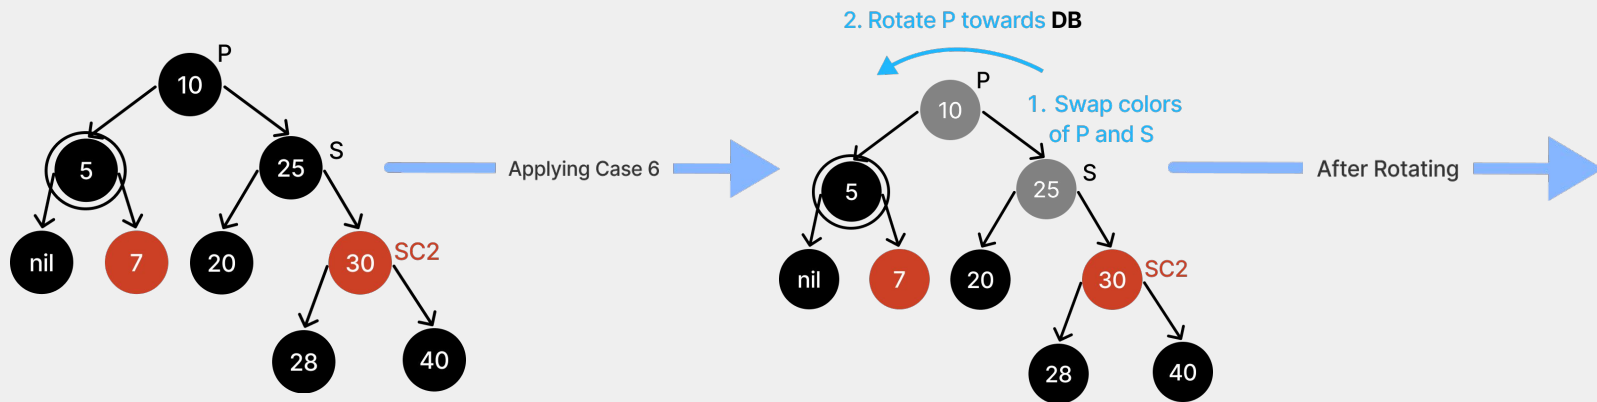 P
10
5
S
25
nil
7
20
30
SC2
28
40
Applying Case 6
2. Rotate P towards DB
P
10
1. Swap colors
of P and S
5
S
25
nil
7
20
30
SC2
28
40
After Rotating